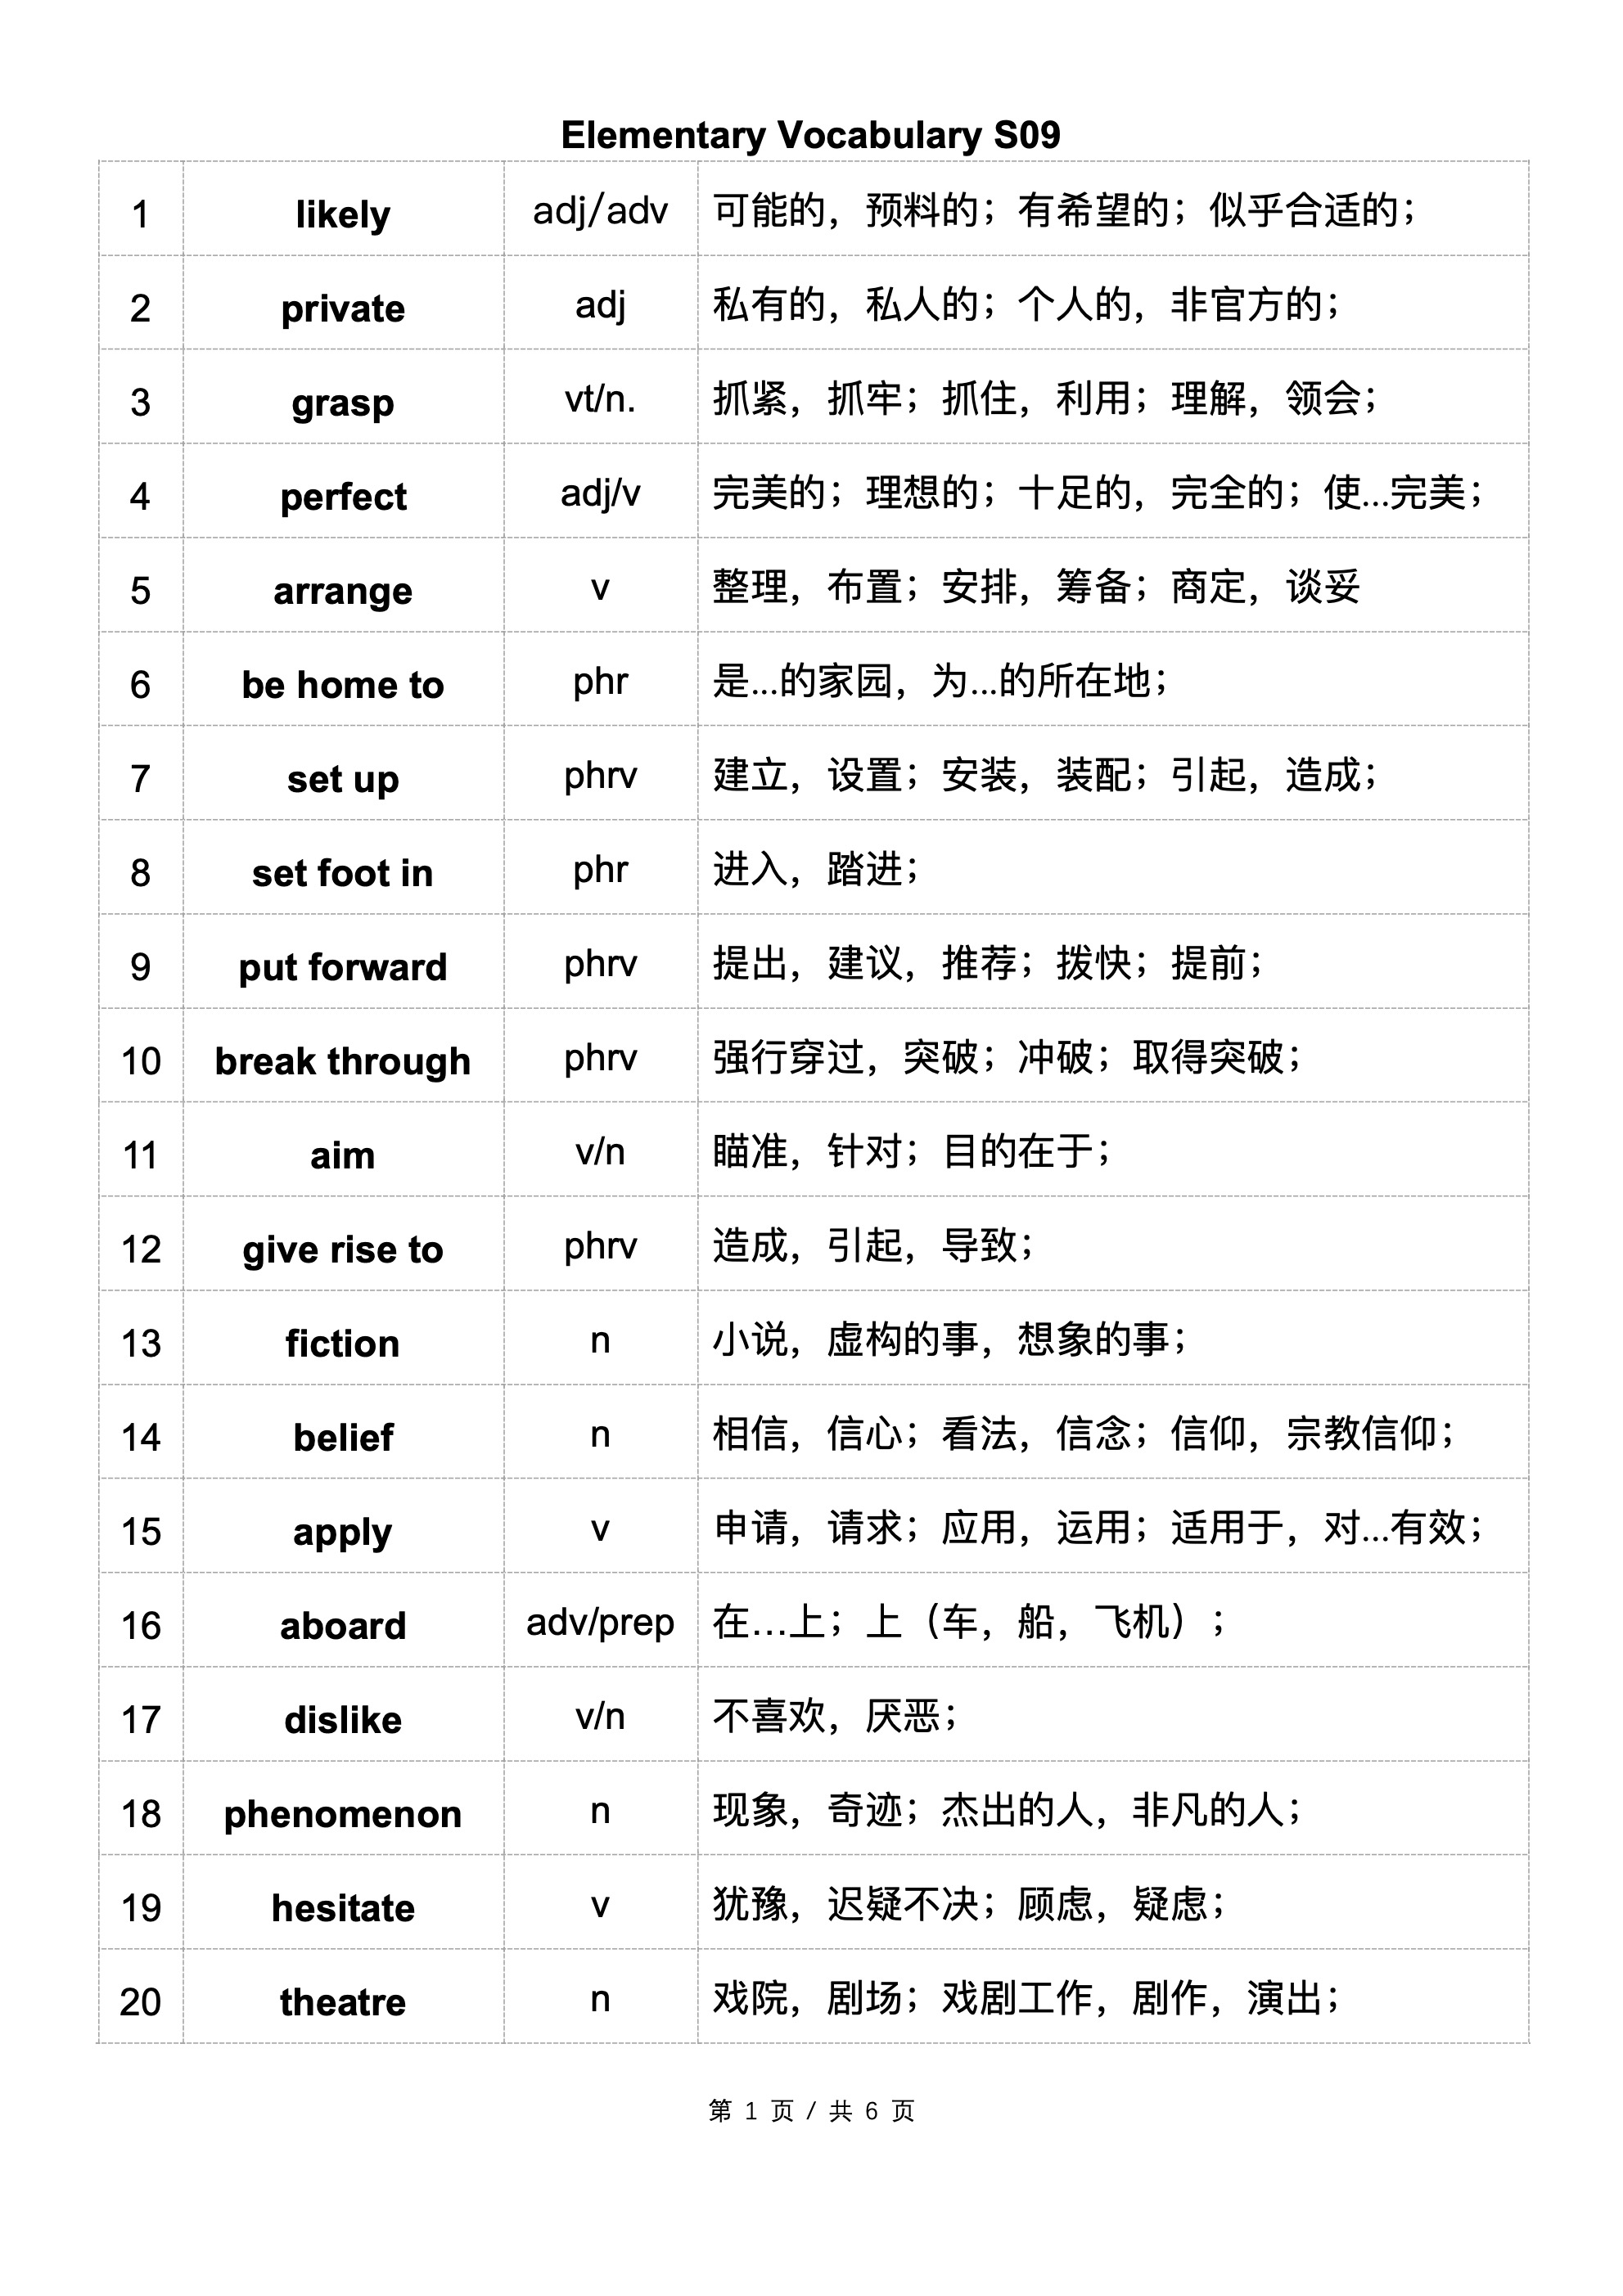 Elementary Vocabulary S09
1 likely adj/adv 可能的，预料的；有希望的；似乎合适的；
2 private adj 私有的，私人的；个人的，非官方的；
3 grasp vt/n. 抓紧，抓牢；抓住，利用；理解，领会；
4 perfect adj/v 完美的；理想的；十足的，完全的；使...完美；
5 arrange v 整理，布置；安排，筹备；商定，谈妥
6 be home to phr 是...的家园，为...的所在地；
7 set up phrv 建立，设置；安装，装配；引起，造成；
8 set foot in phr 进入，踏进；
9 put forward phrv 提出，建议，推荐；拨快；提前；
10 break through phrv 强行穿过，突破；冲破；取得突破；
11 aim v/n 瞄准，针对；目的在于；
12 give rise to phrv 造成，引起，导致；
13 fiction n 小说，虚构的事，想象的事；
14 belief n 相信，信心；看法，信念；信仰，宗教信仰；
15 apply v 申请，请求；应用，运用；适用于，对...有效；
16 aboard adv/prep 在...上；上（车，船，飞机）；
17 dislike v/n 不喜欢，厌恶；
18 phenomenon n 现象，奇迹；杰出的人，非凡的人；
19 hesitate v 犹豫，迟疑不决；顾虑，疑虑；
20 theatre n 戏院，剧场；戏剧工作，剧作，演出；
第 1 页 / 共 6 页